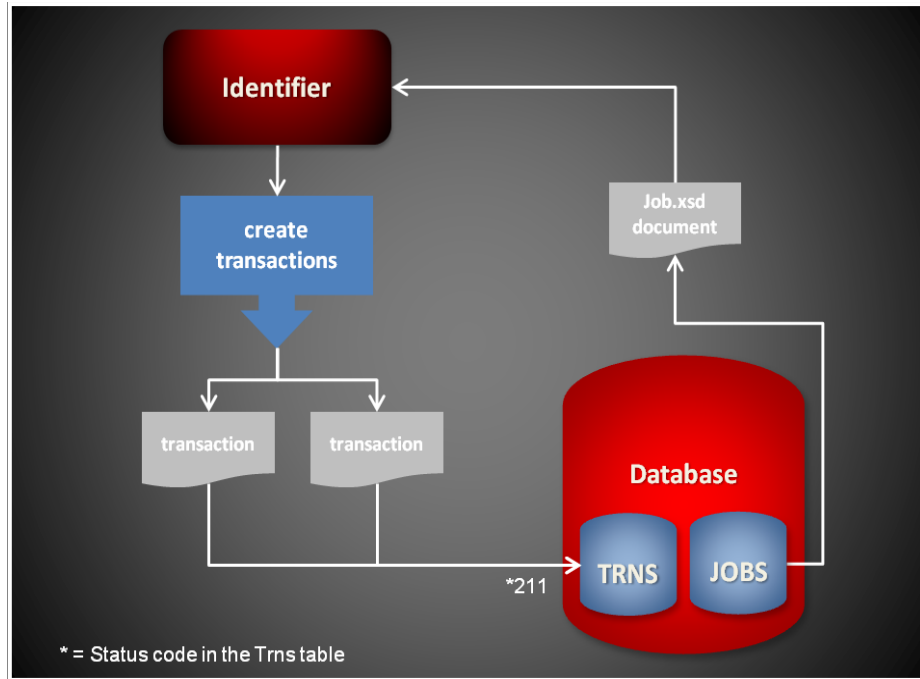 Identifier
Job.xsd
document
create
transactions
transaction
transaction
Database
TRNS
JOBS
*211
* = Status code in the Trns table